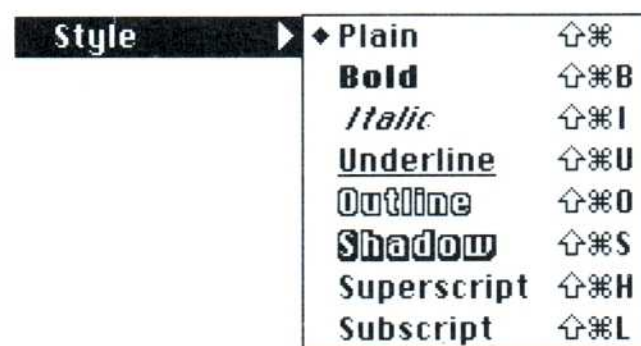 Style ▶ ◆ Plain ⇧⌘
Bold ⇧⌘B
Italic ⇧⌘I
Underline ⇧⌘U
Outline ⇧⌘O
Shadow ⇧⌘S
Superscript ⇧⌘H
Subscript ⇧⌘L